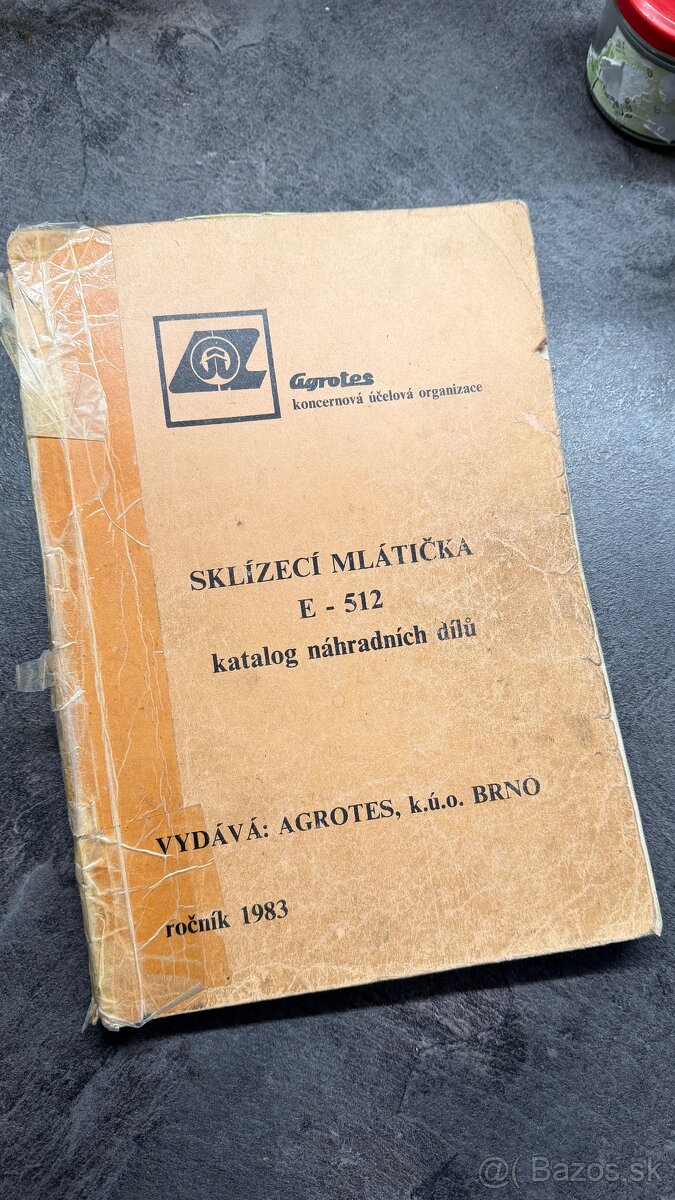 Agrotes
koncernová účelová organizace
SKLÍZECÍ MLÁTIČKA
E - 512
katalog náhradních dílů
VYDÁVÁ: AGROTES, k.ú.o. BRNO
ročník 1983
@( Bazos.sk